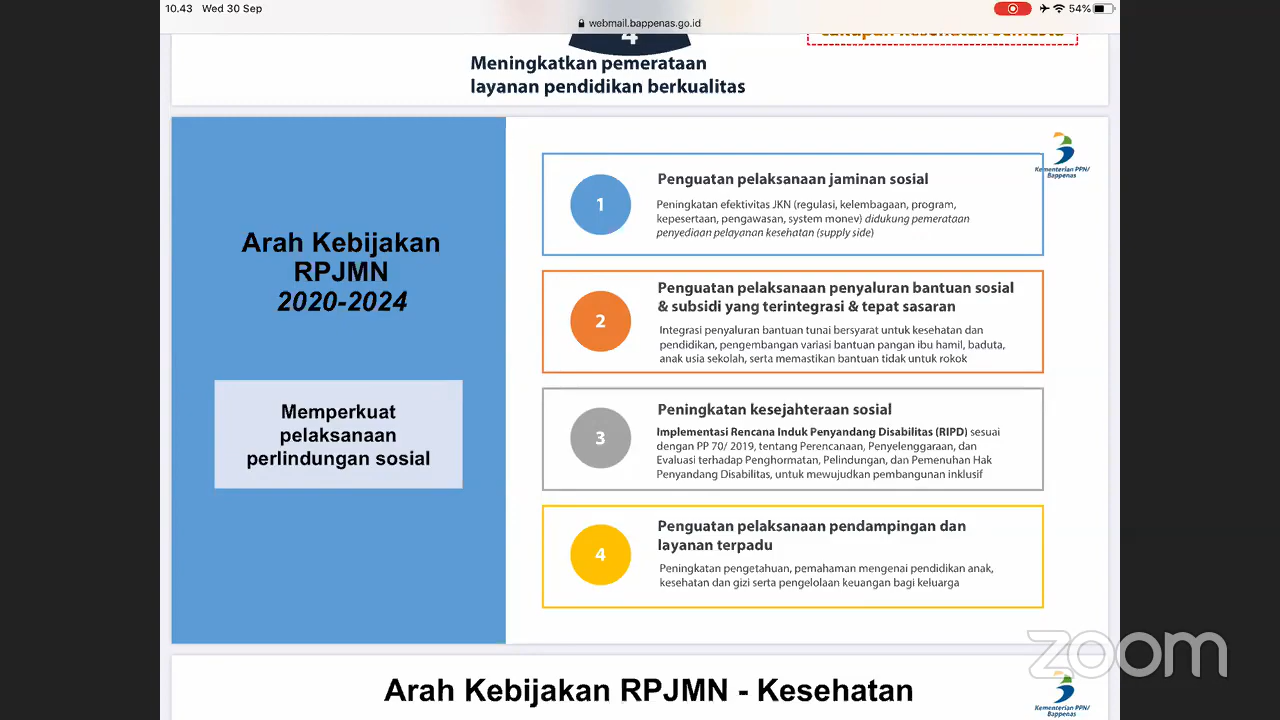 10.43 Wed 30 Sep
54%
webmail.bappenas.go.id
4
Meningkatkan pemerataan
layanan pendidikan berkualitas
Arah Kebijakan
RPJMN
2020-2024
Memperkuat
pelaksanaan
perlindungan sosial
Kementerian PPN/
Bappenas
1
Penguatan pelaksanaan jaminan sosial
Peningkatan efektivitas JKN (regulasi, kelembagaan, program,
kepesertaan, pengawasan, system monev) didukung pemerataan
penyediaan pelayanan kesehatan (supply side)
2
Penguatan pelaksanaan penyaluran bantuan sosial
& subsidi yang terintegrasi & tepat sasaran
Integrasi penyaluran bantuan tunai bersyarat untuk kesehatan dan
pendidikan, pengembangan variasi bantuan pangan ibu hamil, baduta,
anak usia sekolah, serta memastikan bantuan tidak untuk rokok
3
Peningkatan kesejahteraan sosial
Implementasi Rencana Induk Penyandang Disabilitas (RIPD) sesuai
dengan PP 70/ 2019, tentang Perencanaan, Penyelenggaraan, dan
Evaluasi terhadap Penghormatan, Pelindungan, dan Pemenuhan Hak
Penyandang Disabilitas, untuk mewujudkan pembangunan inklusif
4
Penguatan pelaksanaan pendampingan dan
layanan terpadu
Peningkatan pengetahuan, pemahaman mengenai pendidikan anak,
kesehatan dan gizi serta pengelolaan keuangan bagi keluarga
zoom
Arah Kebijakan RPJMN - Kesehatan
Kementerian PPN/
Bappenas